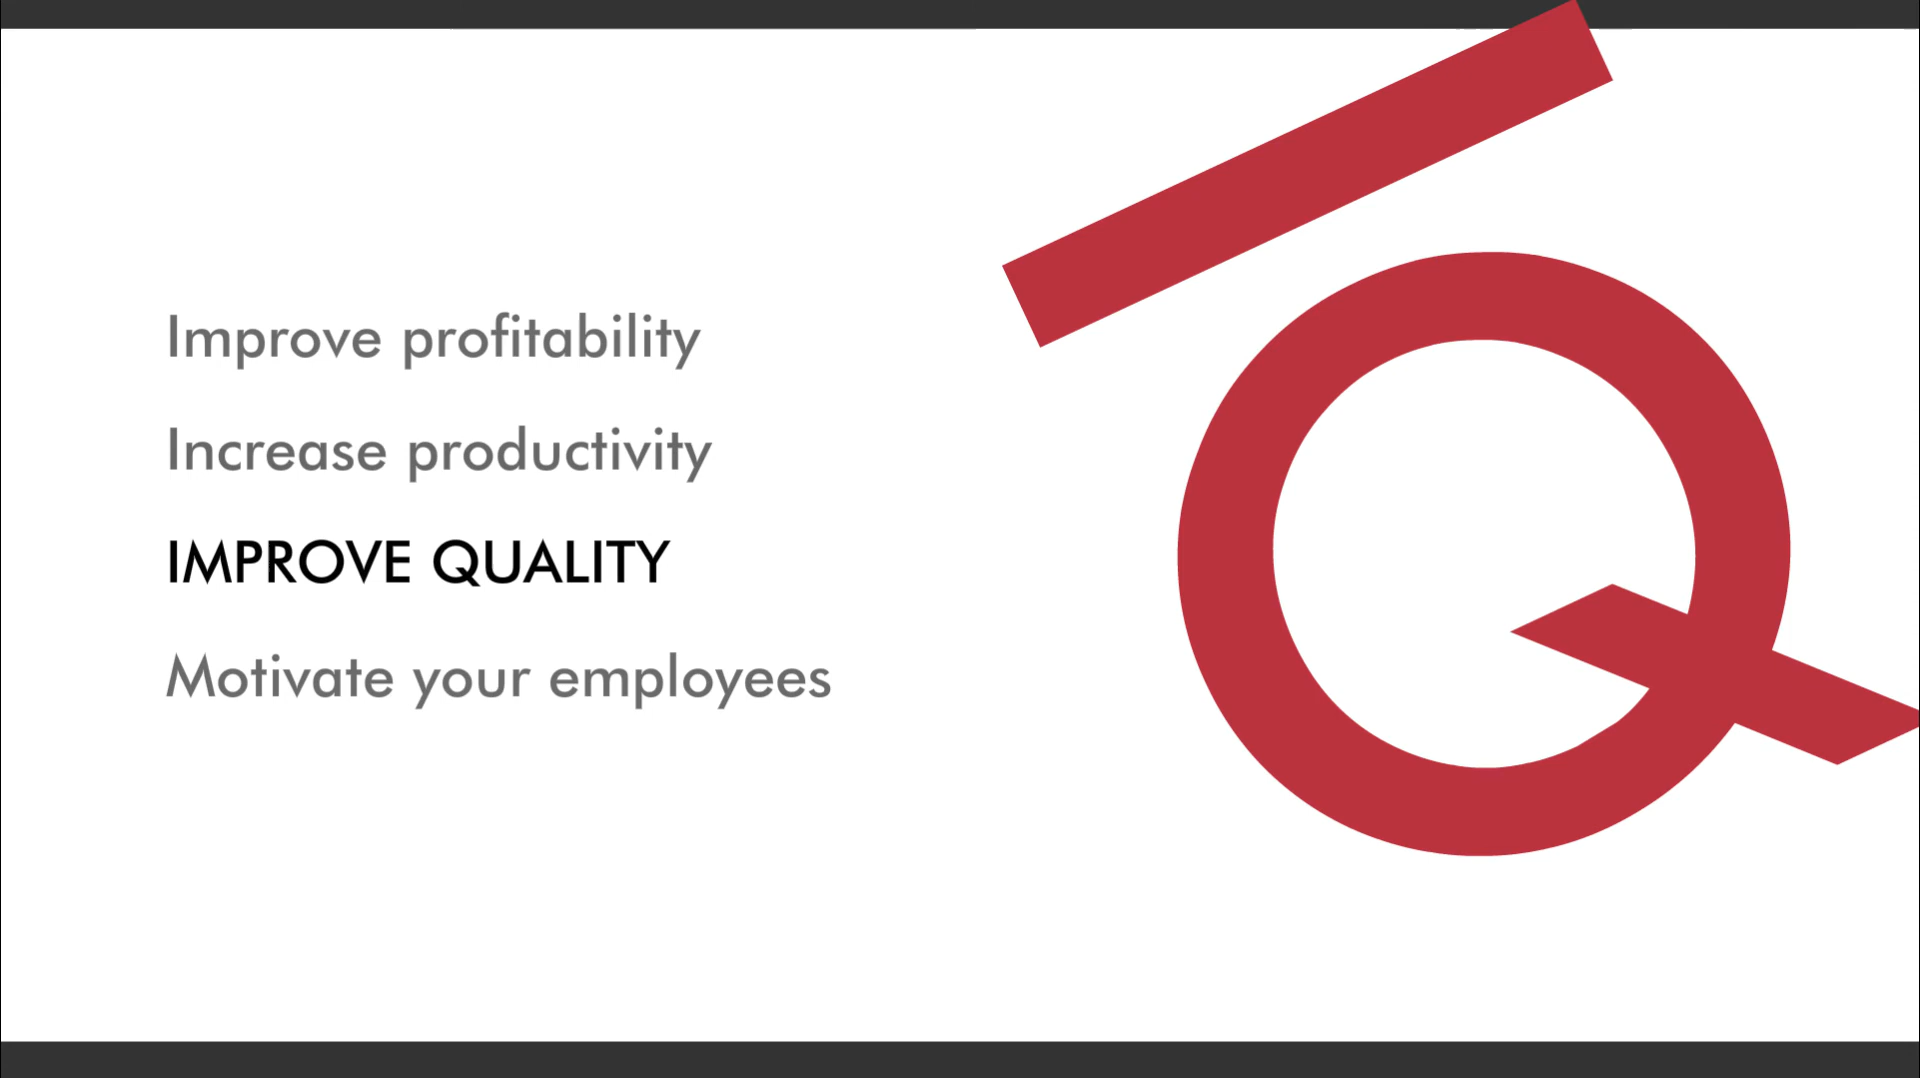 Improve profitability
Increase productivity
IMPROVE QUALITY
Motivate your employees
Q